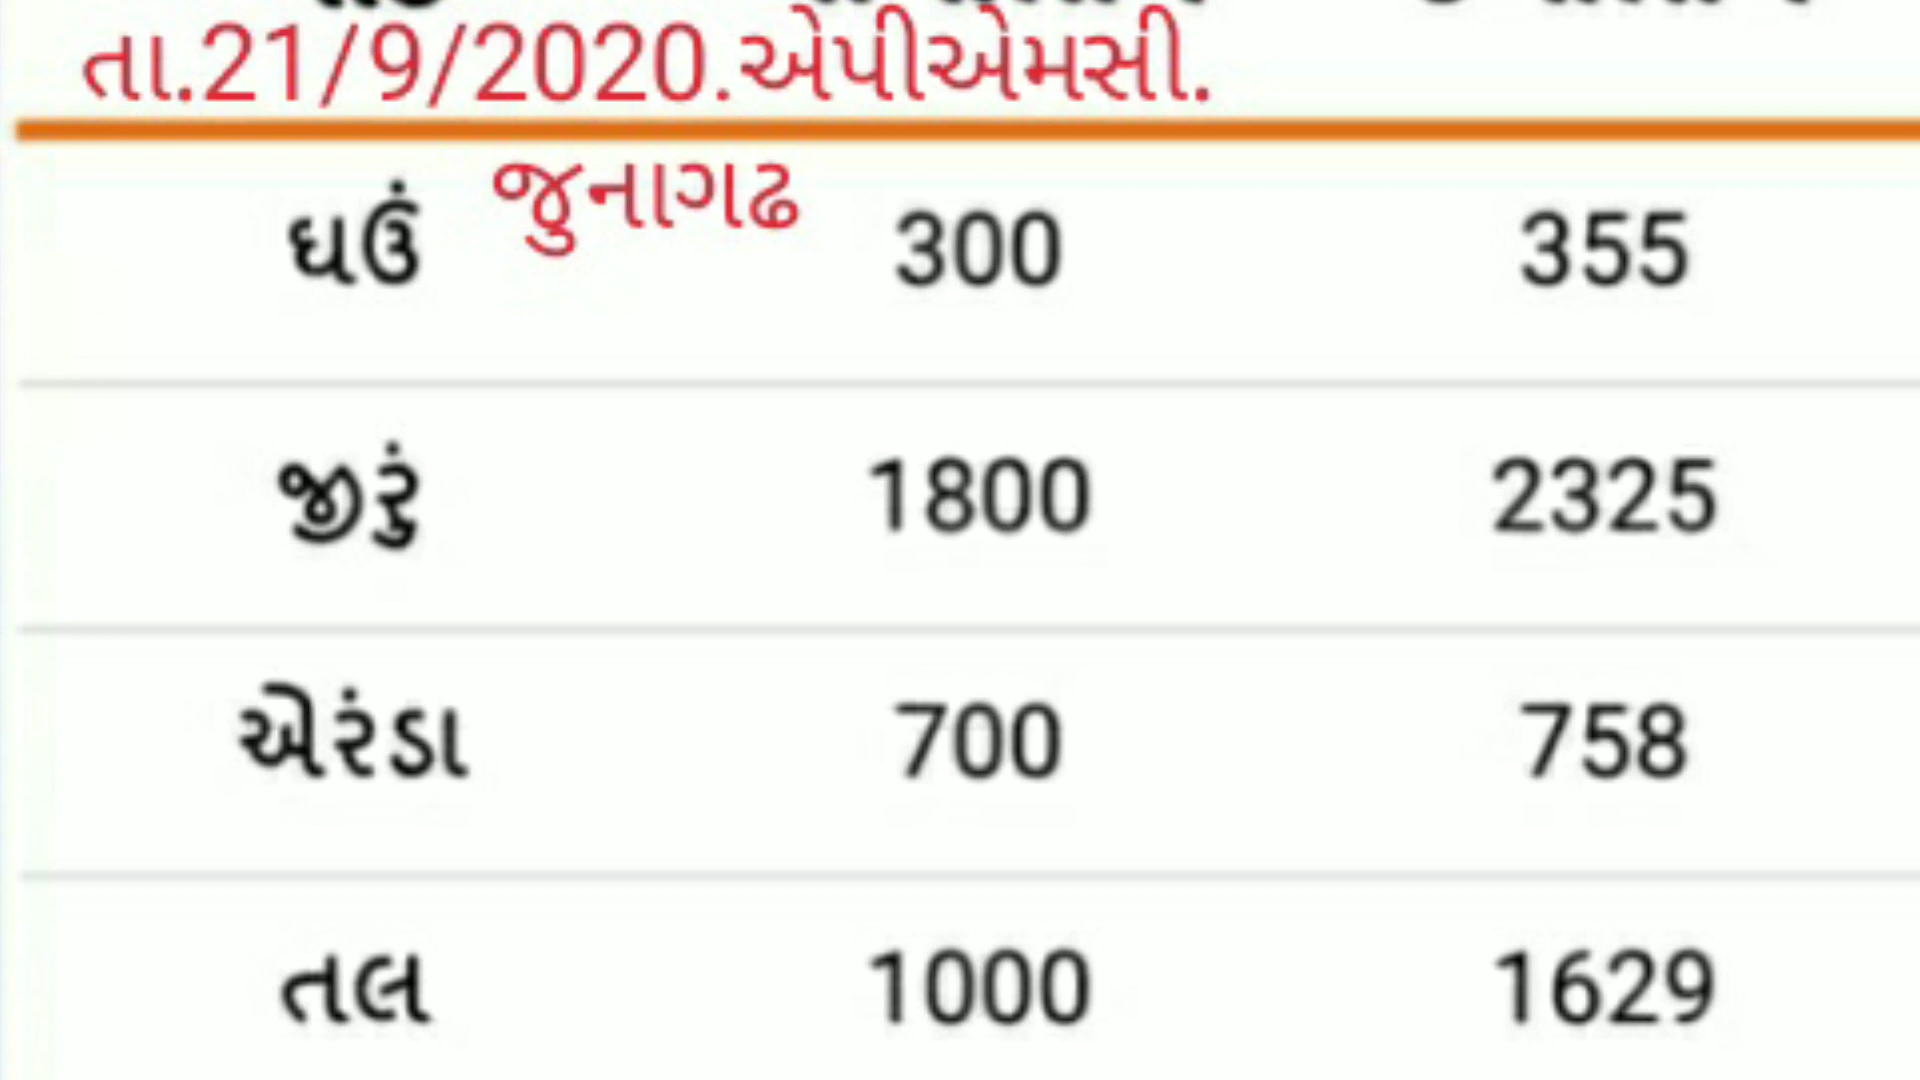 તા.21/9/2020.એપીએમસી.
જુનાગઢ
ઘઉં 300 355
જીરું 1800 2325
એરંડા 700 758
તલ 1000 1629